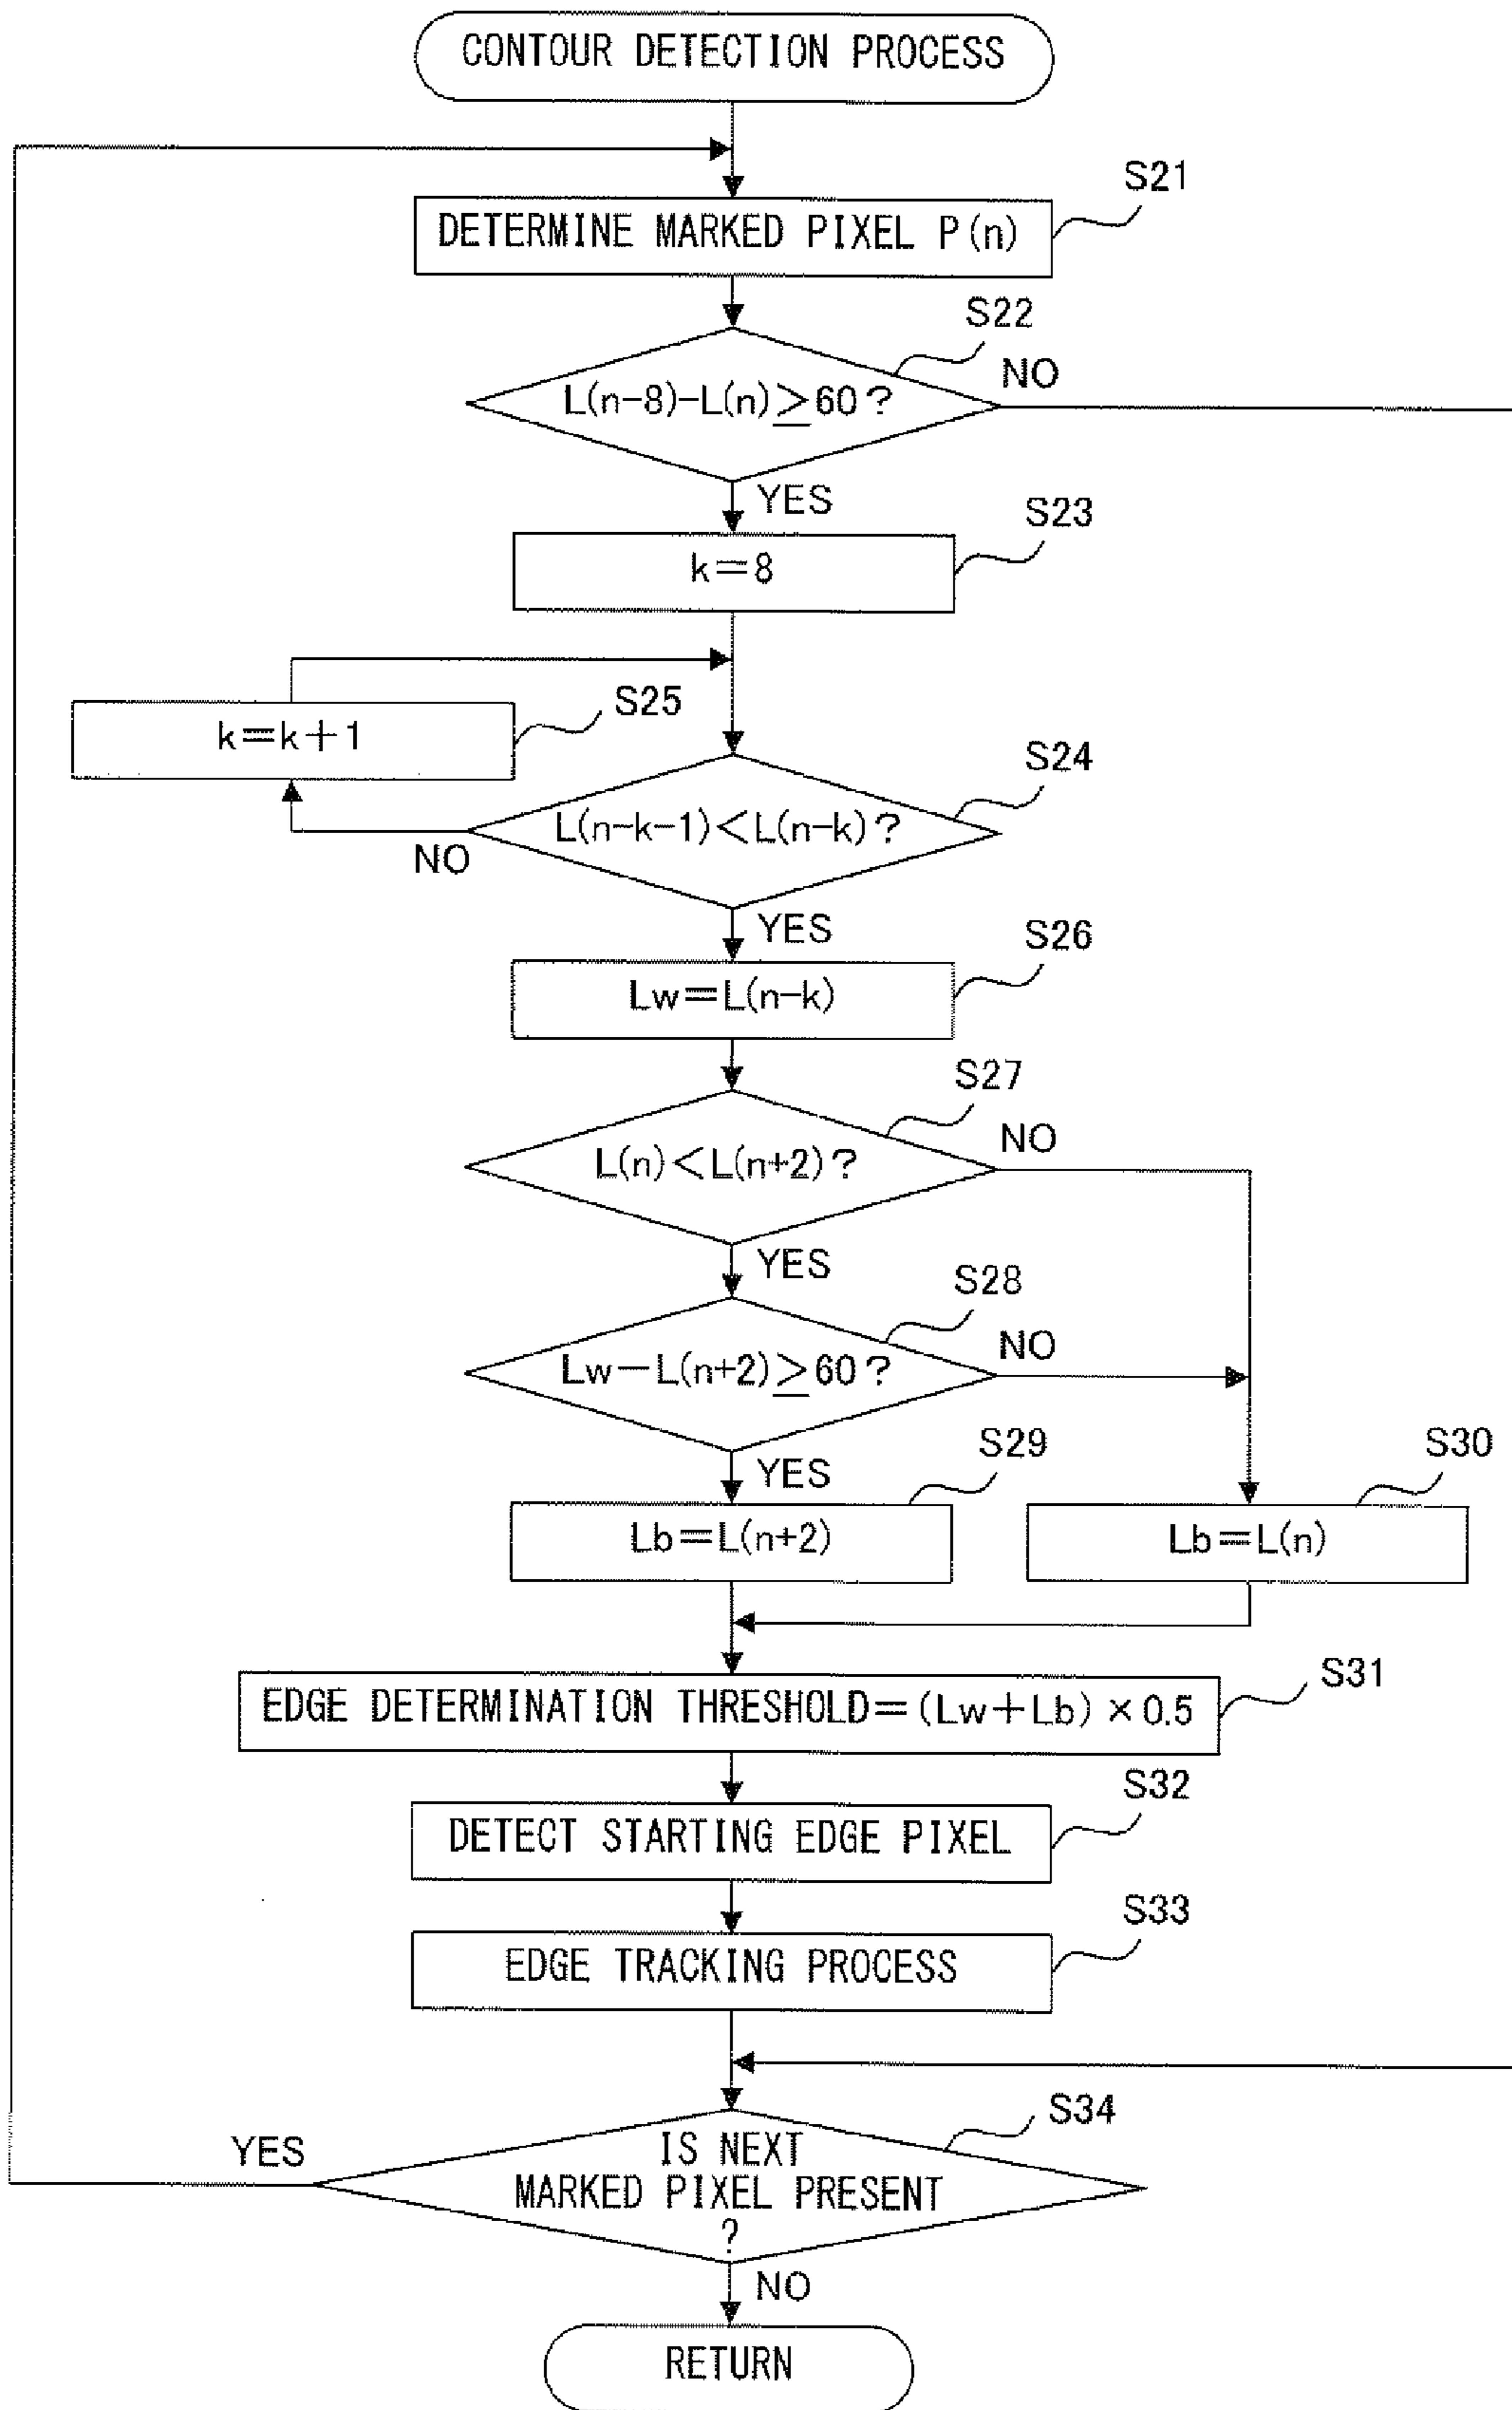 CONTOUR DETECTION PROCESS
S21
DETERMINE MARKED PIXEL P(n)
S22
L(n-8)-L(n)≧60?
NO
YES
S23
k=8
S25
k=k+1
S24
L(n-k-1)<L(n-k)?
NO
YES
S26
Lw=L(n-k)
S27
L(n)<L(n+2)?
NO
YES
S28
Lw-L(n+2)≧60?
NO
YES
S29
Lb=L(n+2)
S30
Lb=L(n)
S31
EDGE DETERMINATION THRESHOLD=(Lw+Lb)×0.5
S32
DETECT STARTING EDGE PIXEL
S33
EDGE TRACKING PROCESS
S34
YES
IS NEXT
MARKED PIXEL PRESENT
?
NO
RETURN